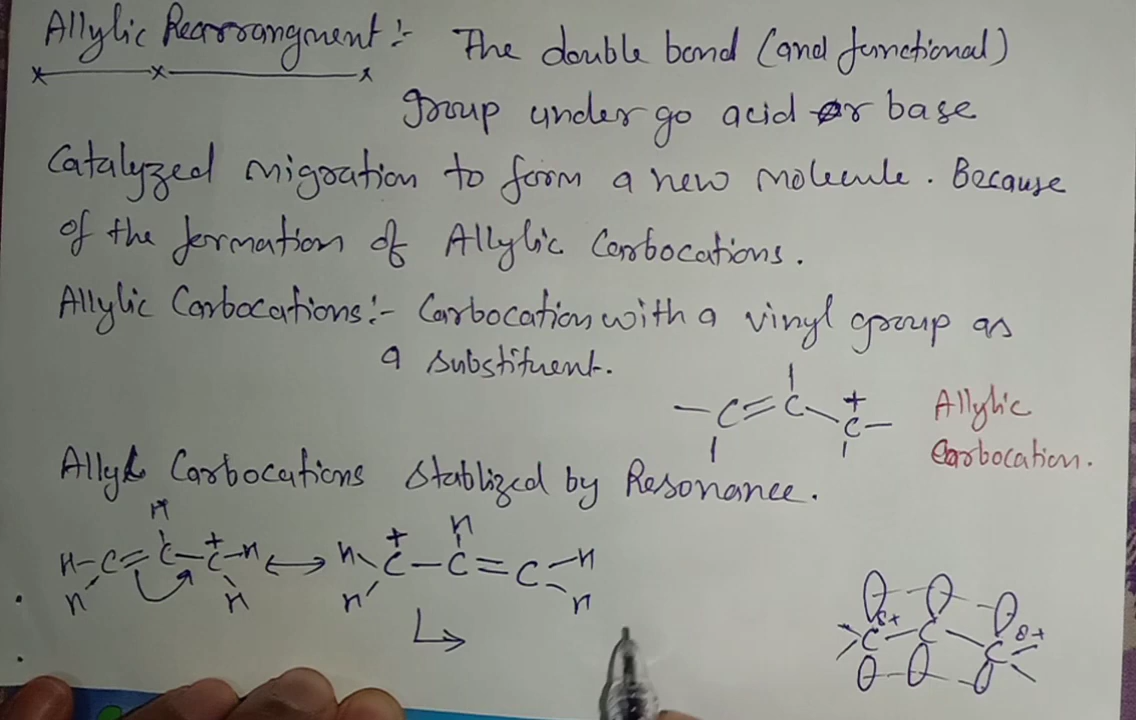 Allylic Rearrangment :- The double bond (and functional)
group under go acid or base
Catalyzed migration to form a new molecule. Because
of the formation of Allylic Carbocations.
Allylic Carbocations :- Carbocation with a vinyl group as
a substituent.
- C = C - C + - Allylic
Carbocation.
Allyl Carbocations Stablized by Resonance.
H-C=C-C+-H ↔ H-C+-C=C-H
H H H H H H
δ+ C C C δ+